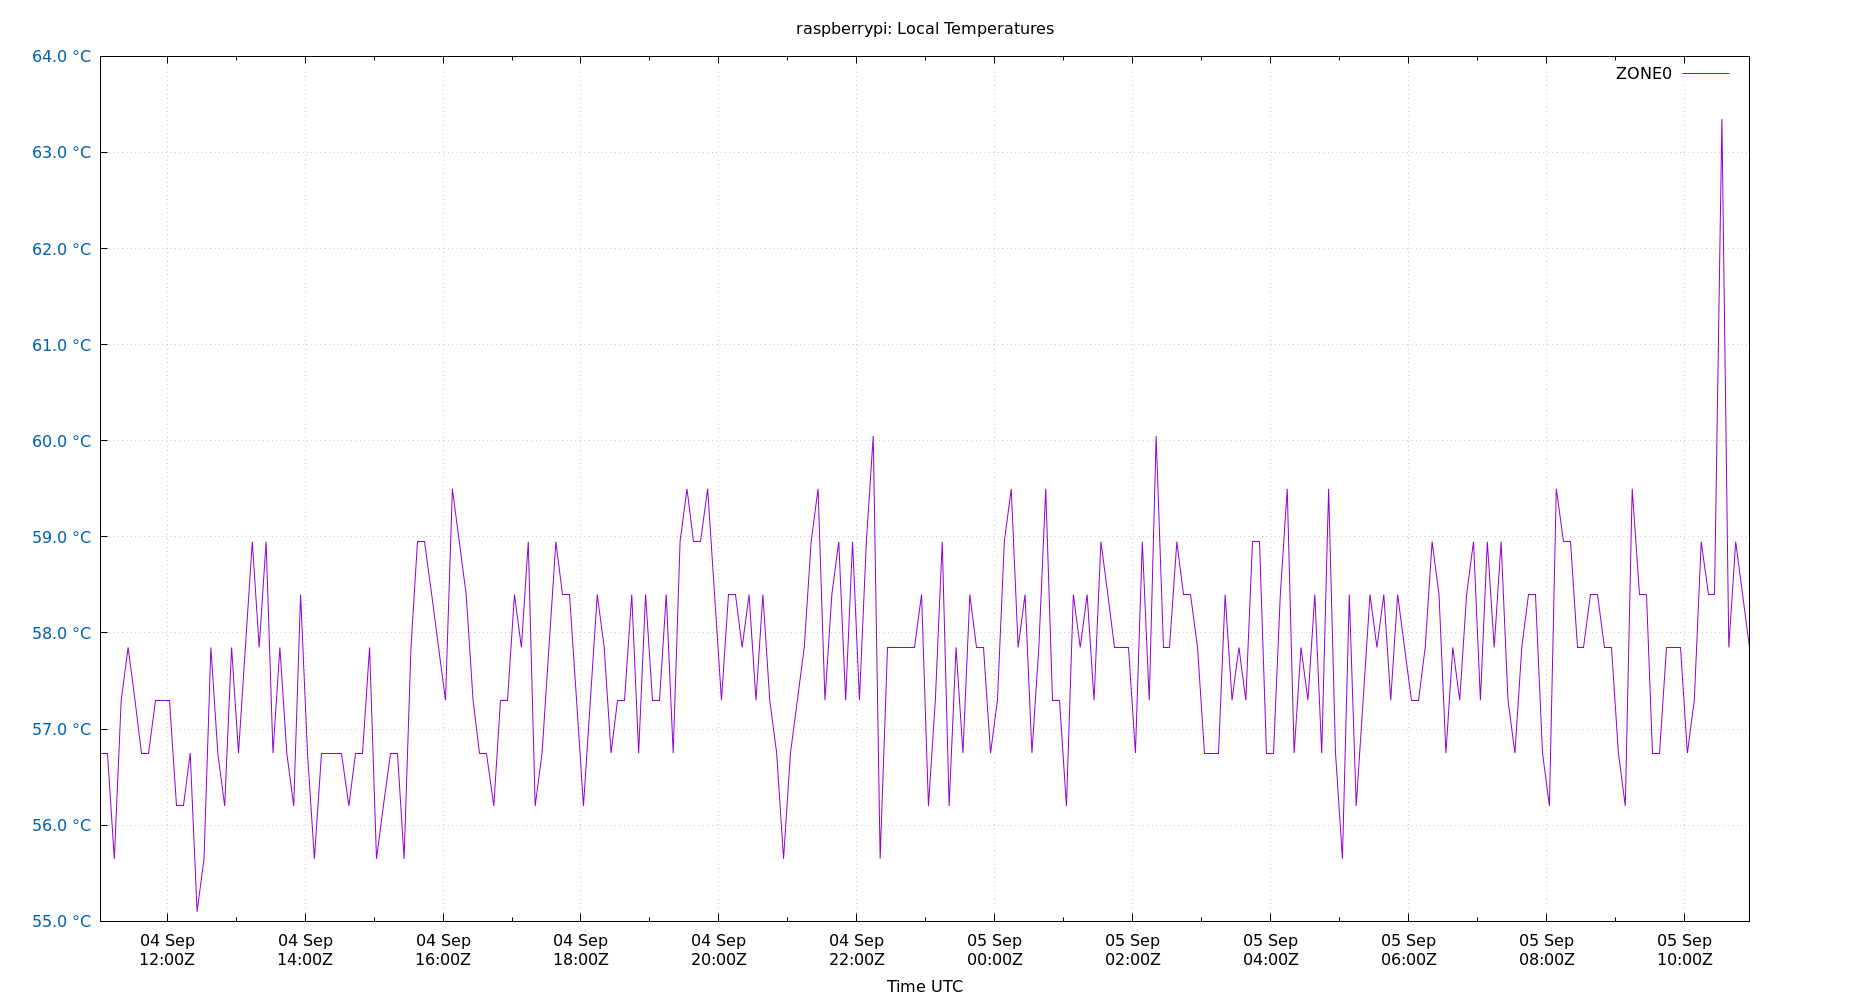 raspberrypi: Local Temperatures
64.0 °C
63.0 °C
62.0 °C
61.0 °C
60.0 °C
59.0 °C
58.0 °C
57.0 °C
56.0 °C
55.0 °C
ZONE0
04 Sep
12:00Z
04 Sep
14:00Z
04 Sep
16:00Z
04 Sep
18:00Z
04 Sep
20:00Z
04 Sep
22:00Z
05 Sep
00:00Z
05 Sep
02:00Z
05 Sep
04:00Z
05 Sep
06:00Z
05 Sep
08:00Z
05 Sep
10:00Z
Time UTC